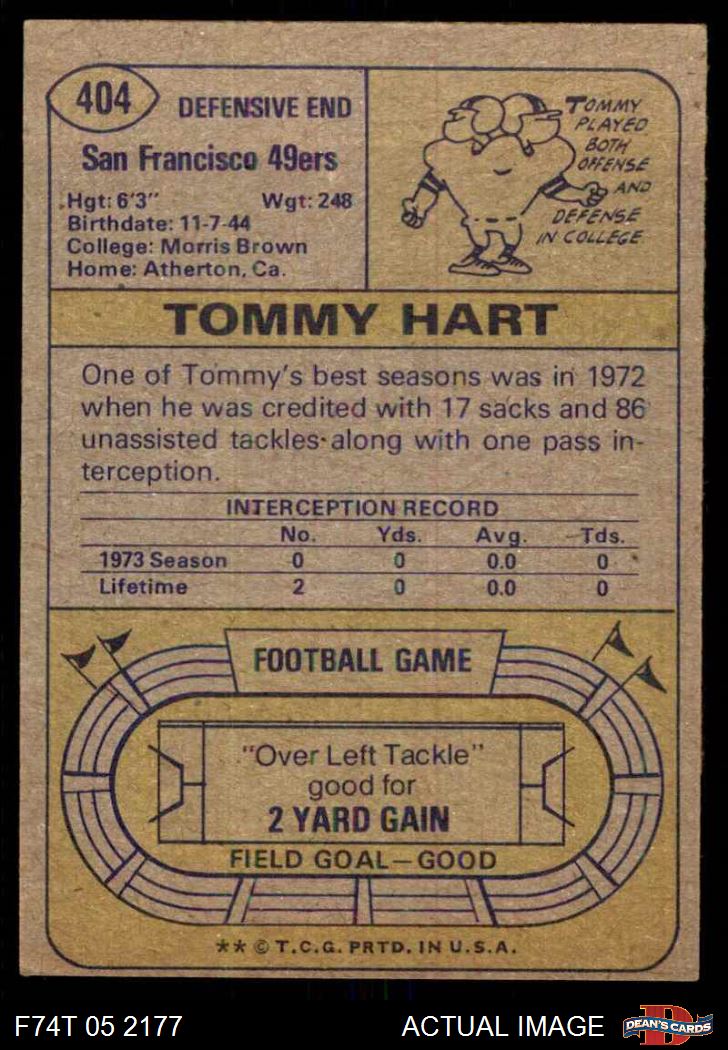 404
DEFENSIVE END
San Francisco 49ers
Hgt: 6'3" Wgt: 248
Birthdate: 11-7-44
College: Morris Brown
Home: Atherton, Ca.
TOMMY
PLAYED
BOTH
OFFENSE
AND
DEFENSE
IN COLLEGE
TOMMY HART
One of Tommy's best seasons was in 1972
when he was credited with 17 sacks and 86
unassisted tackles along with one pass in-
terception.
INTERCEPTION RECORD
No. Yds. Avg. Tds.
1973 Season 0 0 0.0 0
Lifetime 2 0 0.0 0
FOOTBALL GAME
"Over Left Tackle"
good for
2 YARD GAIN
FIELD GOAL—GOOD
** © T.C.G. PRTD. IN U.S.A.
F74T 05 2177 ACTUAL IMAGE
D
DEAN'S CARDS